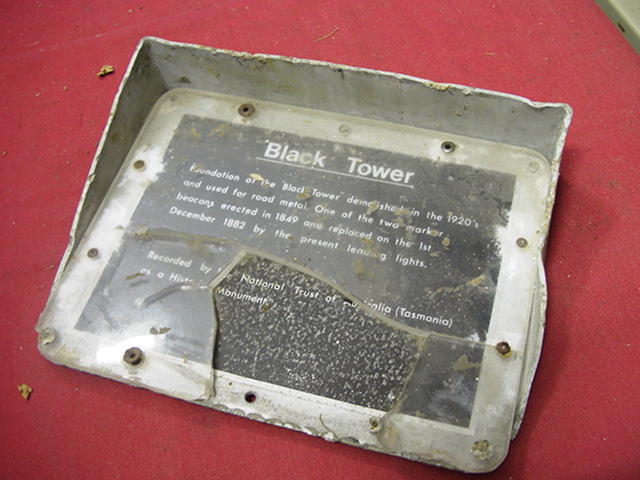 Black Tower
Foundation of the Black Tower demolished in the 1920's
and used for road metal. One of the two marker
beacons erected in 1849 and replaced on the 1st
December 1882 by the present leading lights.
Recorded by the National Trust of Australia (Tasmania)
as a Historic Monument.